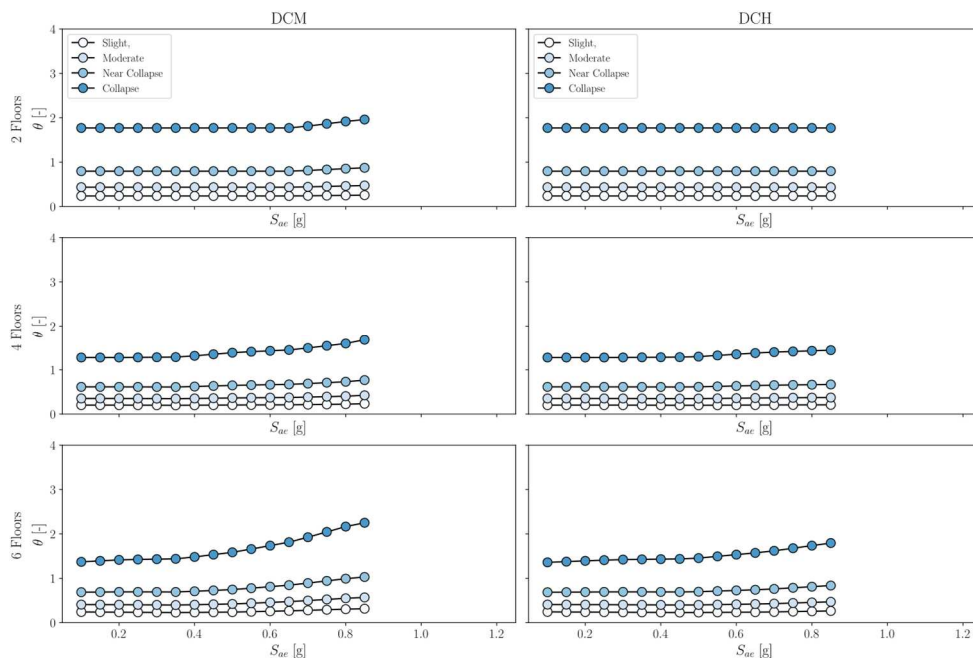 DCM
DCH
4
3
2
1
0
2 Floors
θ [-]
Slight,
Moderate
Near Collapse
Collapse
Slight,
Moderate
Near Collapse
Collapse
S_ae [g]
S_ae [g]
4
3
2
1
0
4 Floors
θ [-]
S_ae [g]
S_ae [g]
4
3
2
1
0
6 Floors
θ [-]
0.2 0.4 0.6 0.8 1.0 1.2
0.2 0.4 0.6 0.8 1.0 1.2
S_ae [g]
S_ae [g]